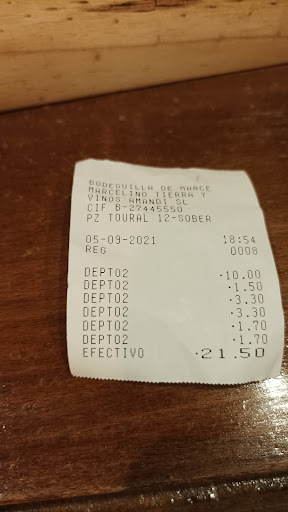 BODEGUILLA DE MARCE
MARCELINO TIERRA Y
VINOS AMANDI SL
CIF B-27445550
PZ TOURAL 12-SOBER
05-09-2021 18:54
REG 0008
DEPT02 ·10.00
DEPT02 ·1.50
DEPT02 ·3.30
DEPT02 ·3.30
DEPT02 ·1.70
DEPT02 ·1.70
EFECTIVO ·21.50